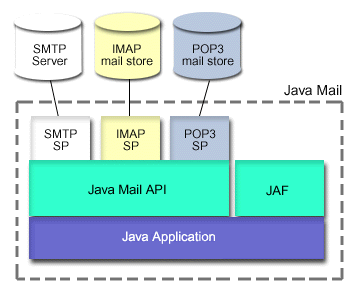 SMTP
Server
IMAP
mail store
POP3
mail store
Java Mail
SMTP
SP
IMAP
SP
POP3
SP
Java Mail API
JAF
Java Application